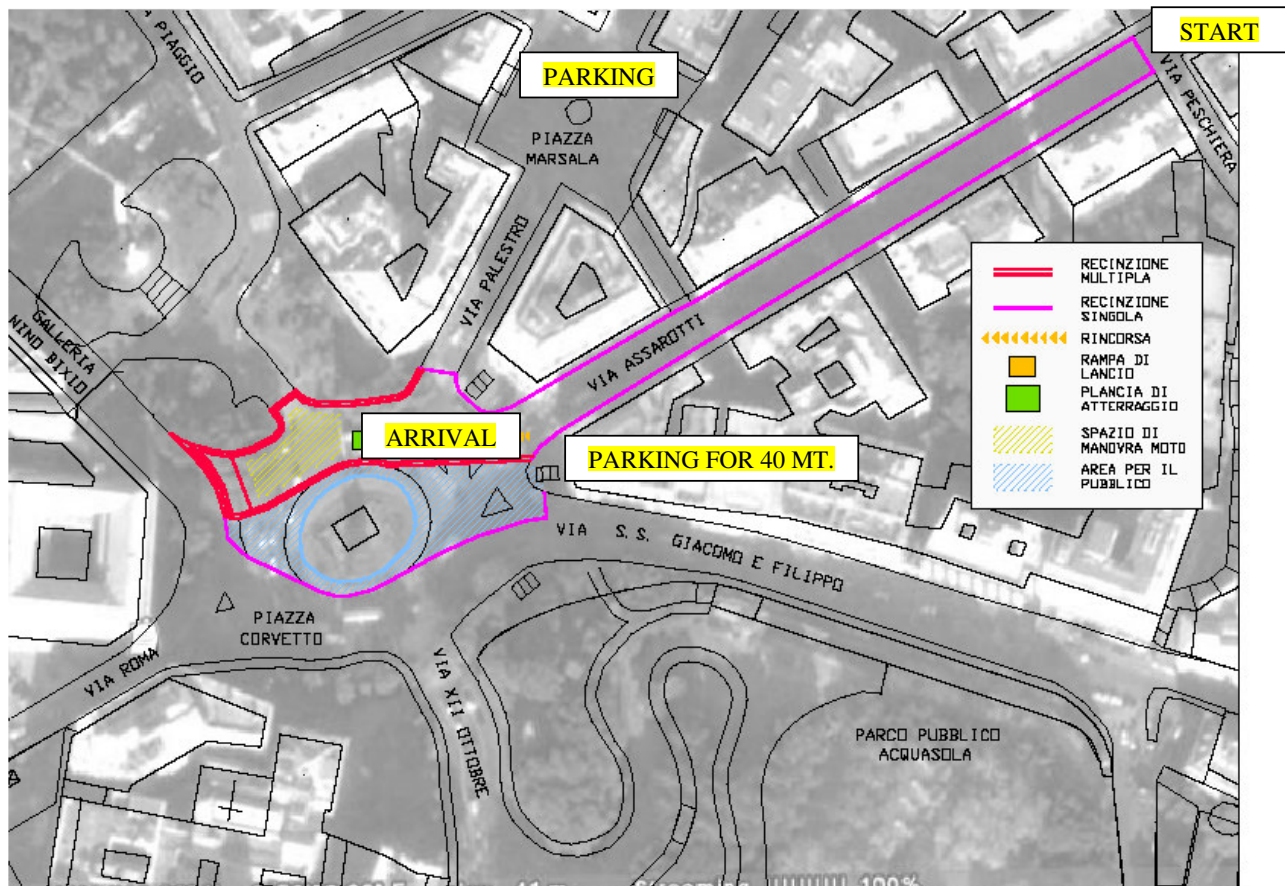 START
VIA PIAGGIO
PARKING
VIA PESCHIERA
PIAZZA
MARSALA
VIA PALESTRO
RECINZIONE
MULTIPLA
RECINZIONE
SINGOLA
RINCORSA
RAMPA DI
LANCIO
PLANCIA DI
ATTERRAGGIO
SPAZIO DI
MANOVRA MOTO
AREA PER IL
PUBBLICO
GALLERIA
NINO BIXIO
VIA ASSAROTTI
ARRIVAL
PARKING FOR 40 MT.
VIA S.S. GIACOMO E FILIPPO
PIAZZA
CORVETTO
VIA ROMA
VIA XII OTTOBRE
PARCO PUBBLICO
ACQUASOLA
Streaming 100%